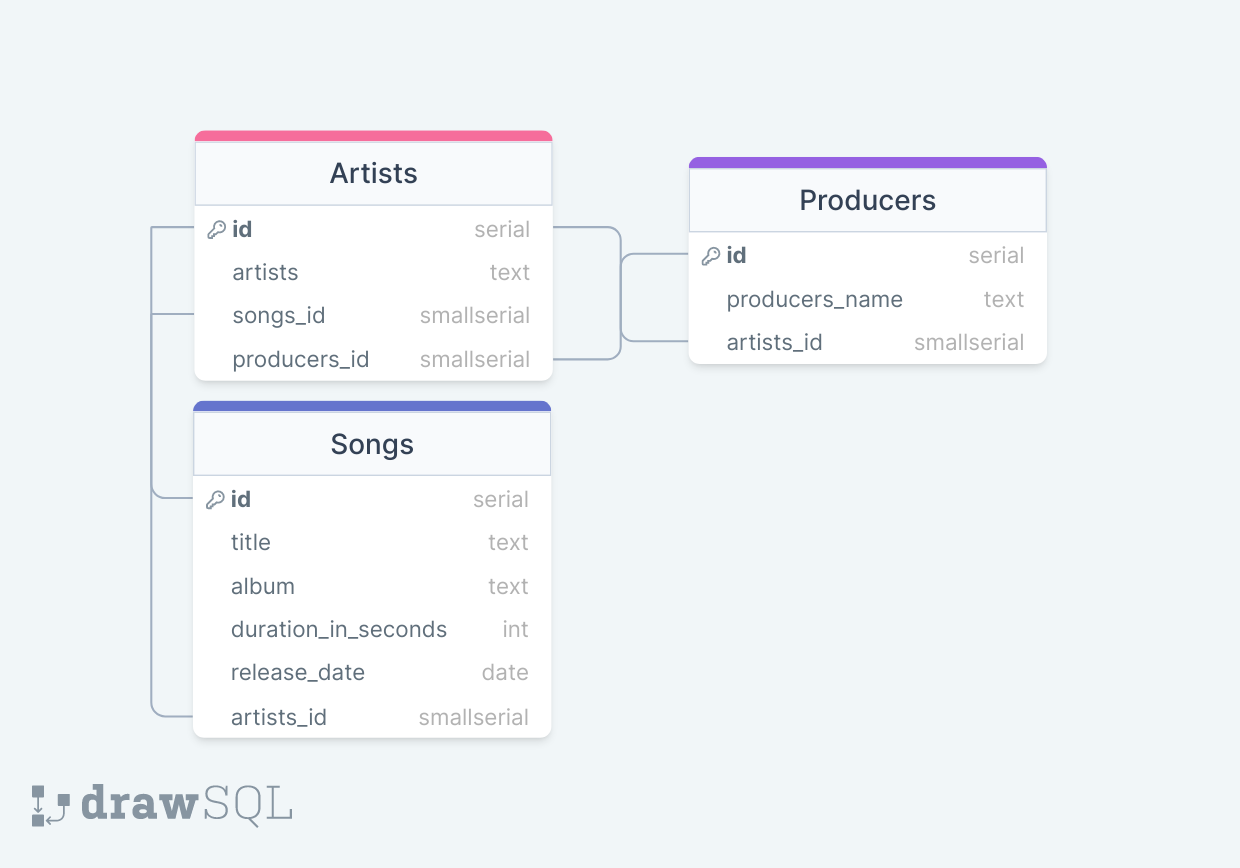 Artists
id serial
artists text
songs_id smallserial
producers_id smallserial
Producers
id serial
producers_name text
artists_id smallserial
Songs
id serial
title text
album text
duration_in_seconds int
release_date date
artists_id smallserial
drawSQL